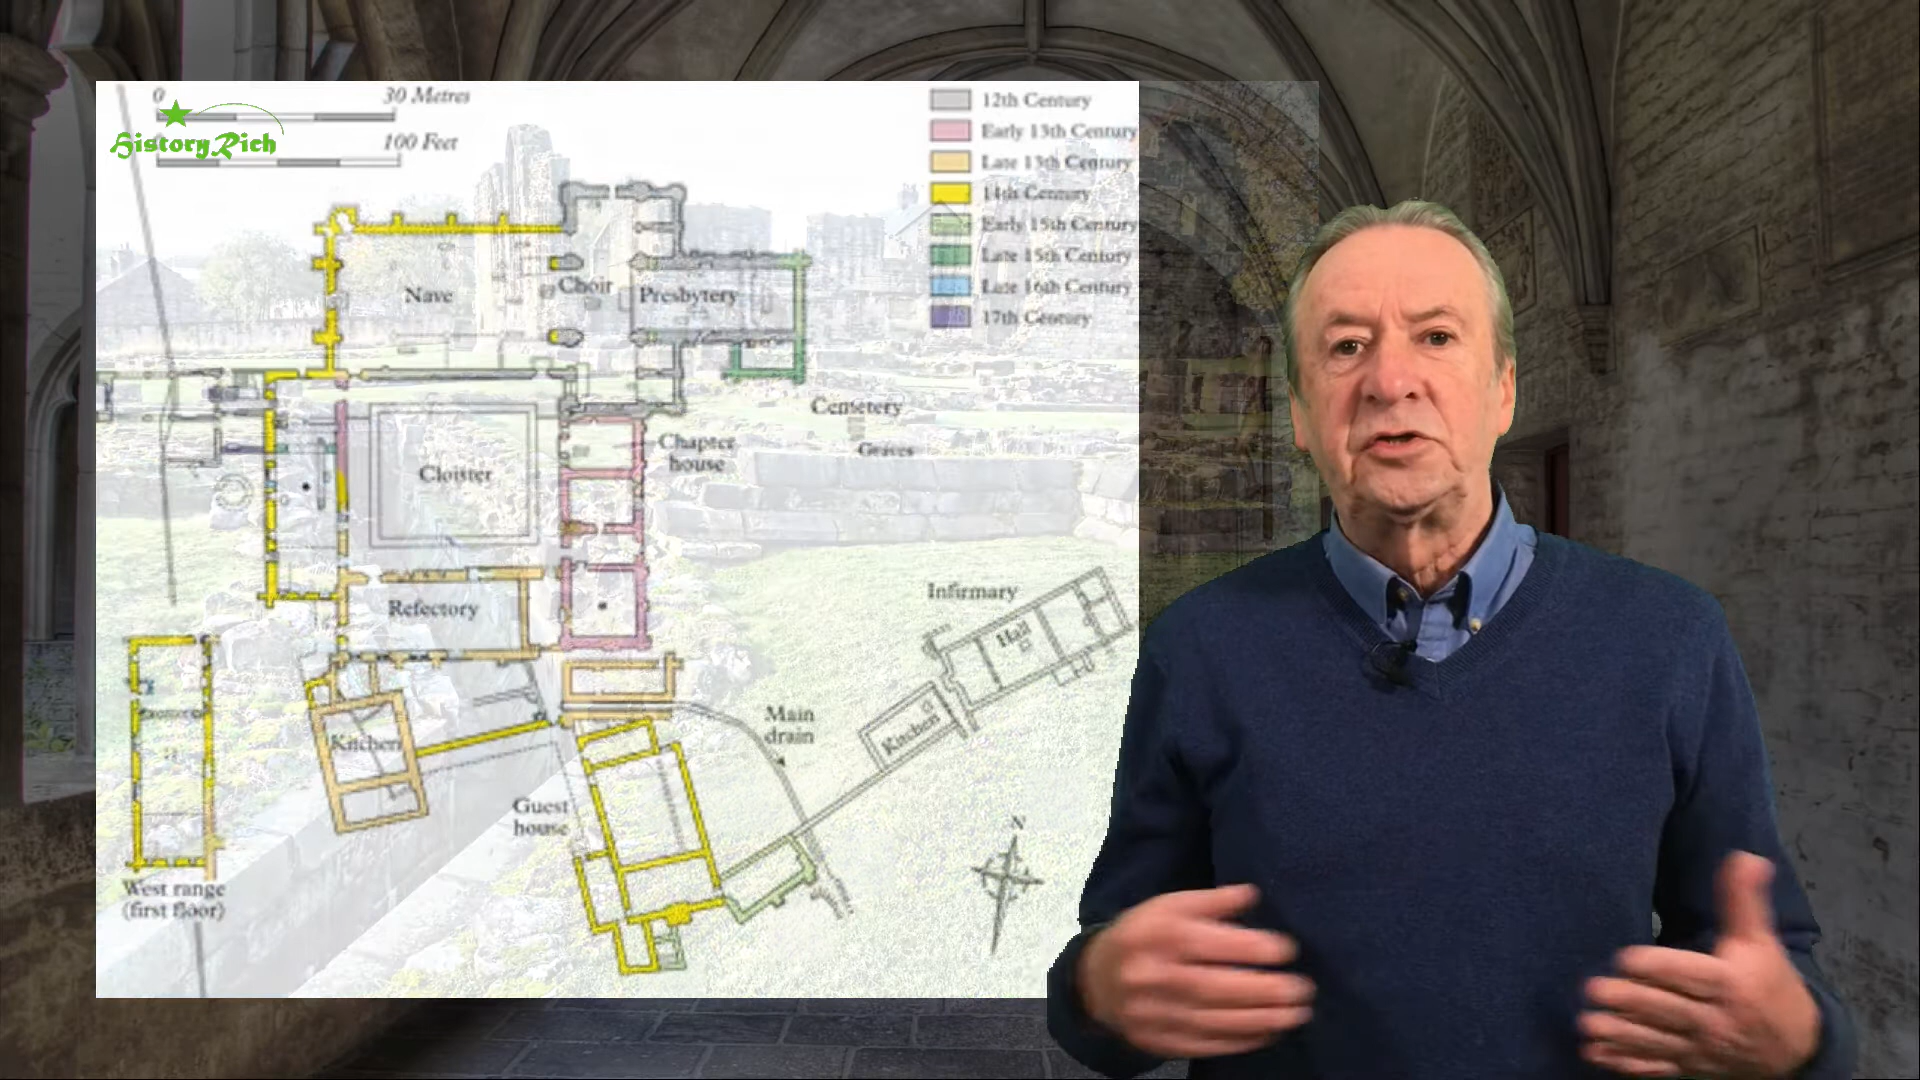 0 30 Metres
HistoryRich
100 Feet
12th Century
Early 13th Century
Late 13th Century
14th Century
Early 15th Century
Late 15th Century
Late 16th Century
17th Century
Nave
Choir
Presbytery
Cemetery
Graves
Chapter
house
Cloister
Refectory
Infirmary
Hall
Kitchen
Main
drain
Kitchen
Guest
house
N
West range
(first floor)